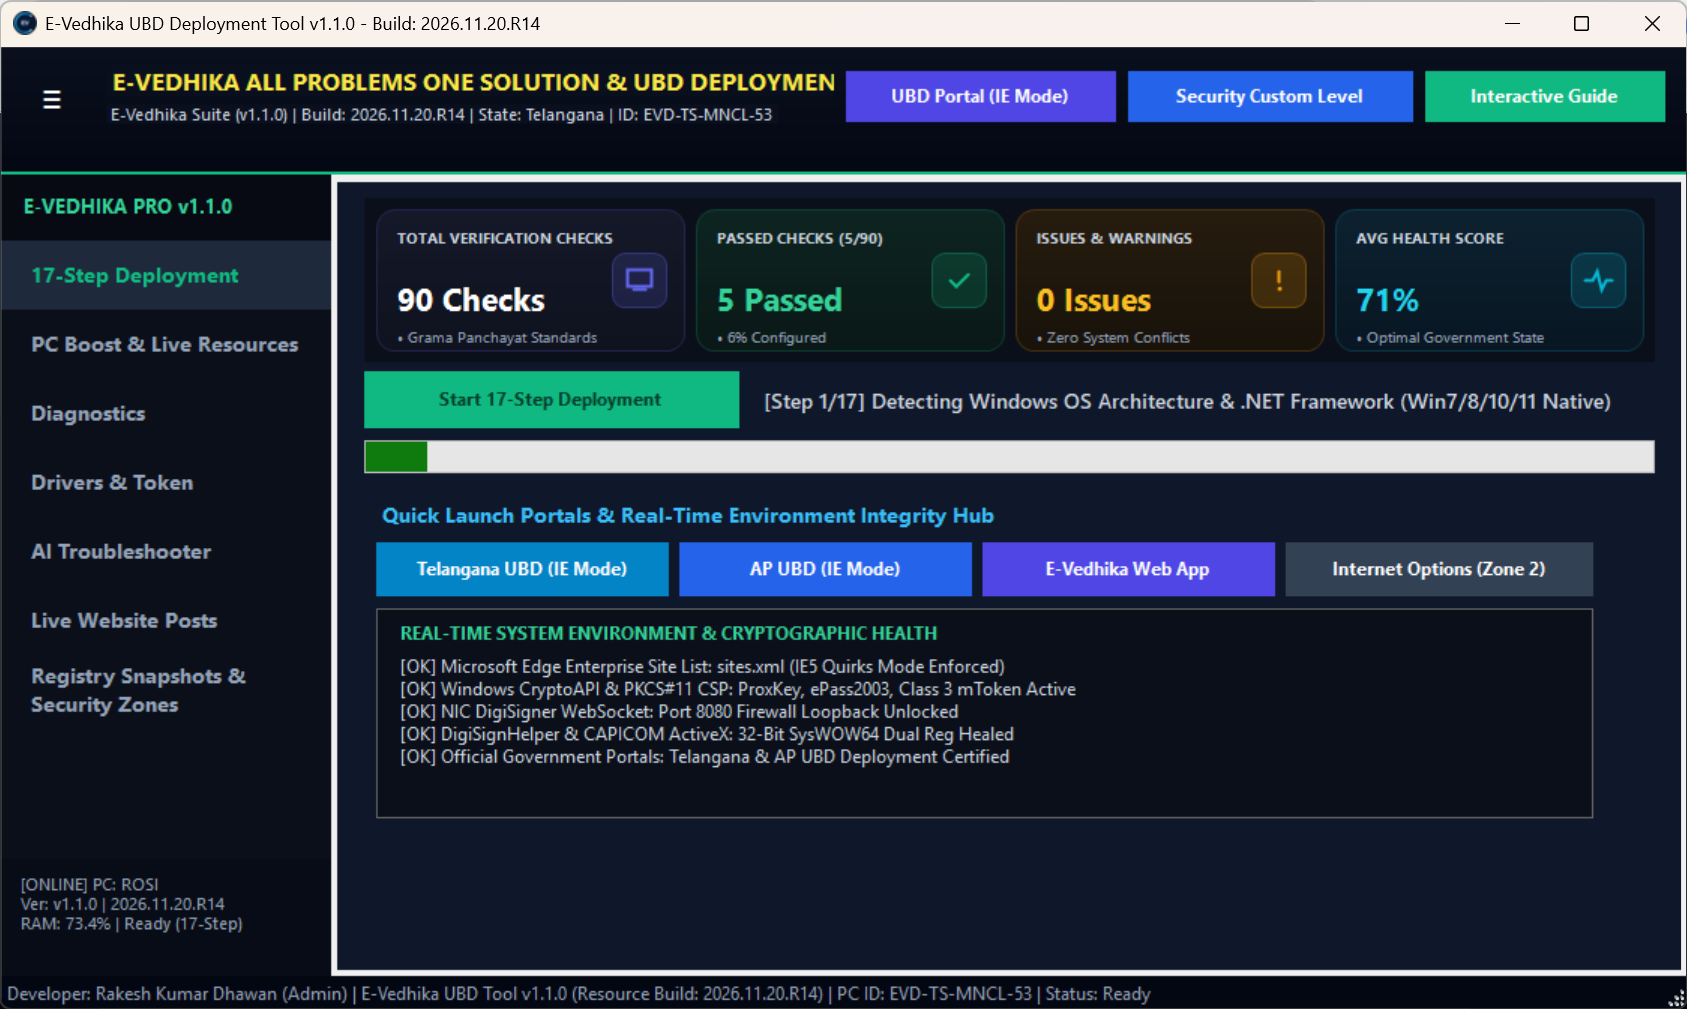 E-Vedhika UBD Deployment Tool v1.1.0 - Build: 2026.11.20.R14
E-VEDHIKA ALL PROBLEMS ONE SOLUTION & UBD DEPLOYMEN
E-Vedhika Suite (v1.1.0) | Build: 2026.11.20.R14 | State: Telangana | ID: EVD-TS-MNCL-53
UBD Portal (IE Mode)
Security Custom Level
Interactive Guide
E-VEDHIKA PRO v1.1.0
17-Step Deployment
PC Boost & Live Resources
Diagnostics
Drivers & Token
AI Troubleshooter
Live Website Posts
Registry Snapshots &
Security Zones
[ONLINE] PC: ROSI
Ver: v1.1.0 | 2026.11.20.R14
RAM: 73.4% | Ready (17-Step)
TOTAL VERIFICATION CHECKS
90 Checks
• Grama Panchayat Standards
PASSED CHECKS (5/90)
5 Passed
• 6% Configured
ISSUES & WARNINGS
0 Issues
• Zero System Conflicts
AVG HEALTH SCORE
71%
• Optimal Government State
Start 17-Step Deployment
[Step 1/17] Detecting Windows OS Architecture & .NET Framework (Win7/8/10/11 Native)
Quick Launch Portals & Real-Time Environment Integrity Hub
Telangana UBD (IE Mode)
AP UBD (IE Mode)
E-Vedhika Web App
Internet Options (Zone 2)
REAL-TIME SYSTEM ENVIRONMENT & CRYPTOGRAPHIC HEALTH
[OK] Microsoft Edge Enterprise Site List: sites.xml (IE5 Quirks Mode Enforced)
[OK] Windows CryptoAPI & PKCS#11 CSP: ProxKey, ePass2003, Class 3 mToken Active
[OK] NIC DigiSigner WebSocket: Port 8080 Firewall Loopback Unlocked
[OK] DigiSignHelper & CAPICOM ActiveX: 32-Bit SysWOW64 Dual Reg Healed
[OK] Official Government Portals: Telangana & AP UBD Deployment Certified
Developer: Rakesh Kumar Dhawan (Admin) | E-Vedhika UBD Tool v1.1.0 (Resource Build: 2026.11.20.R14) | PC ID: EVD-TS-MNCL-53 | Status: Ready